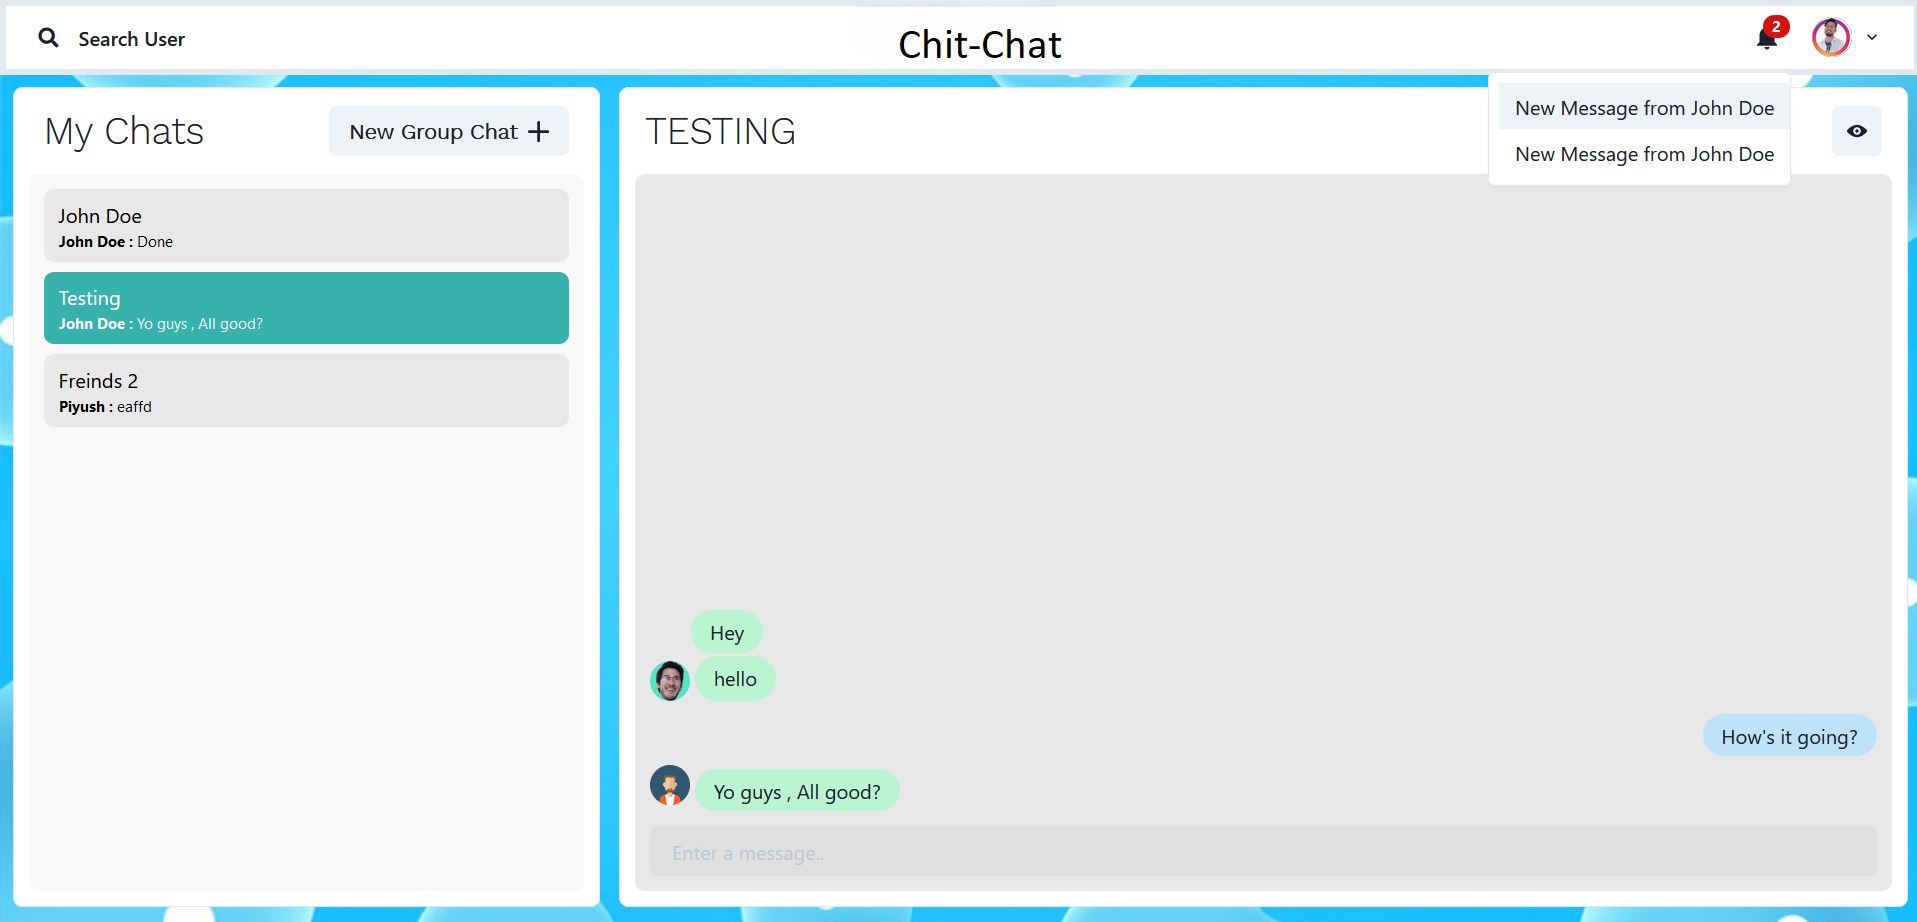 Search User
Chit-Chat
2
New Message from John Doe
New Message from John Doe
My Chats
New Group Chat
John Doe
John Doe : Done
Testing
John Doe : Yo guys , All good?
Freinds 2
Piyush : eaffd
TESTING
Hey
hello
How's it going?
Yo guys , All good?
Enter a message..